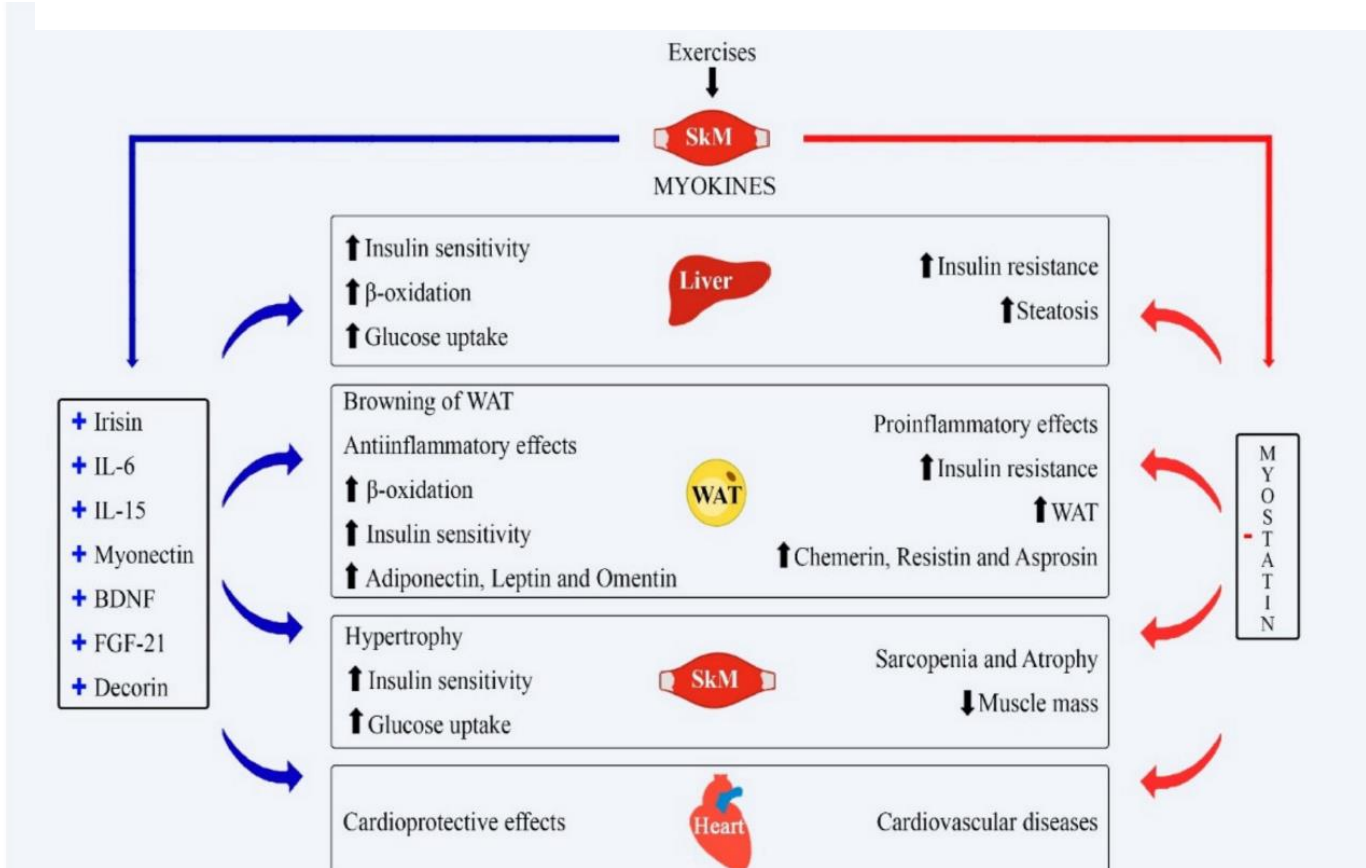 Exercises
SkM
MYOKINES
↑ Insulin sensitivity
↑ β-oxidation
↑ Glucose uptake
Liver
↑ Insulin resistance
↑ Steatosis
+ Irisin
+ IL-6
+ IL-15
+ Myonectin
+ BDNF
+ FGF-21
+ Decorin
Browning of WAT
Antiinflammatory effects
↑ β-oxidation
↑ Insulin sensitivity
↑ Adiponectin, Leptin and Omentin
WAT
Proinflammatory effects
↑ Insulin resistance
↑ WAT
↑ Chemerin, Resistin and Asprosin
- MYOSTATIN
Hypertrophy
↑ Insulin sensitivity
↑ Glucose uptake
SkM
Sarcopenia and Atrophy
↓ Muscle mass
Cardioprotective effects
Heart
Cardiovascular diseases